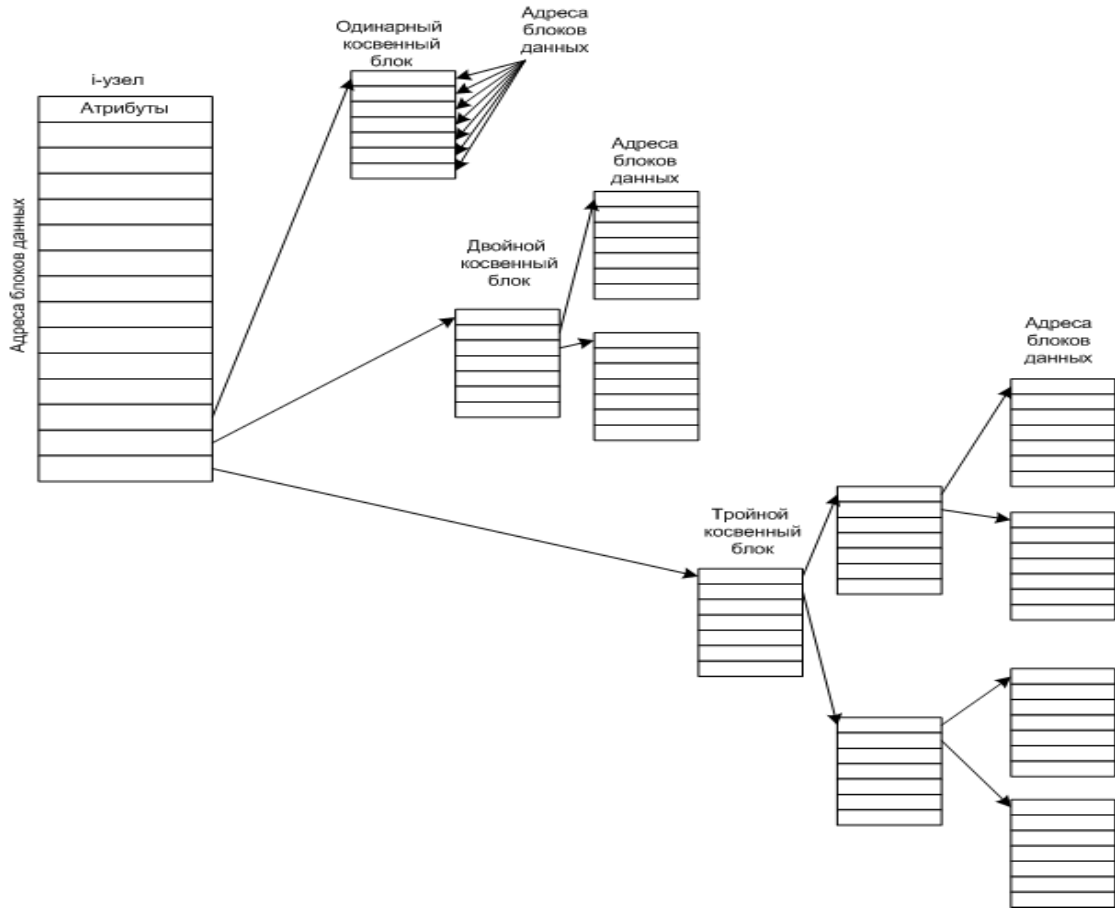 i-узел
Атрибуты
Адреса блоков данных
Одинарный
косвенный
блок
Адреса
блоков
данных
Двойной
косвенный
блок
Адреса
блоков
данных
Тройной
косвенный
блок
Адреса
блоков
данных